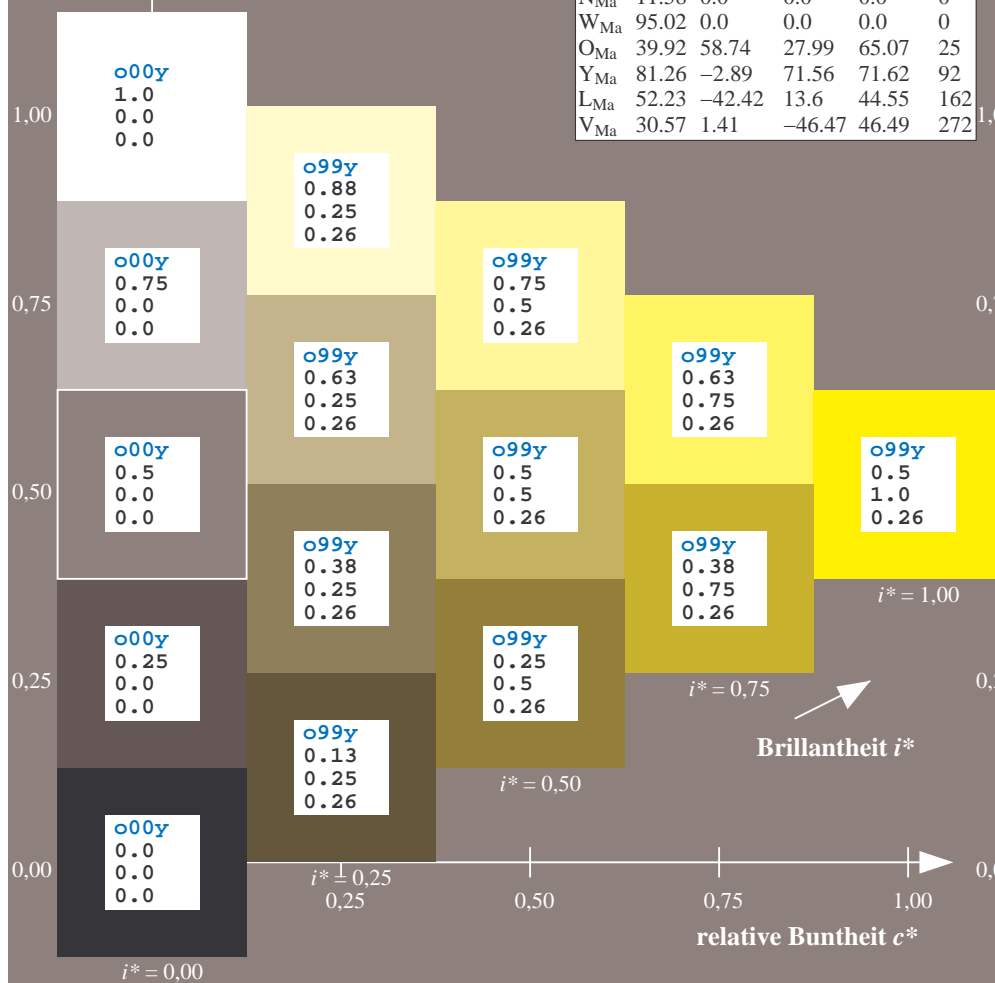 W_Ma 95.02 0.0 0.0 0.0 0
O_Ma 39.92 58.74 27.99 65.07 25
Y_Ma 81.26 −2.89 71.56 71.62 92
L_Ma 52.23 −42.42 13.6 44.55 162
V_Ma 30.57 1.41 −46.47 46.49 272
o00y
1.0
0.0
0.0
1,00
o99y
0.88
0.25
0.26
o00y
0.75
0.0
0.0
o99y
0.75
0.5
0.26
0,75
o99y
0.63
0.25
0.26
o99y
0.63
0.75
0.26
o00y
0.5
0.0
0.0
o99y
0.5
0.5
0.26
o99y
0.5
1.0
0.26
0,50
o99y
0.38
0.25
0.26
o99y
0.38
0.75
0.26
i* = 1,00
o00y
0.25
0.0
0.0
o99y
0.25
0.5
0.26
0,25
i* = 0,75
o99y
0.13
0.25
0.26
Brillantheit i*
i* = 0,50
o00y
0.0
0.0
0.0
0,00
i* = 0,25
0,25 0,50 0,75 1,00
relative Buntheit c*
i* = 0,00